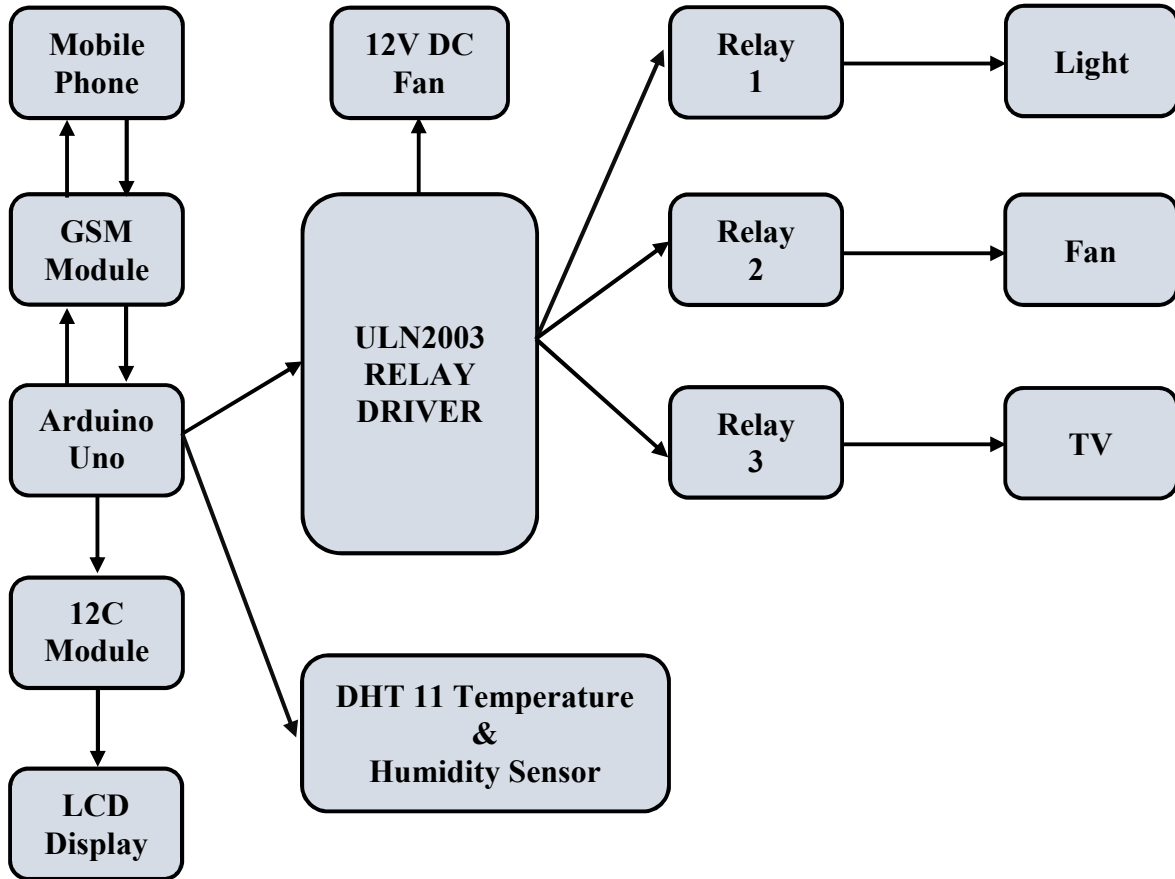 Mobile
Phone
12V DC
Fan
Relay
1
Light
GSM
Module
Relay
2
Fan
ULN2003
RELAY
DRIVER
Arduino
Uno
Relay
3
TV
12C
Module
DHT 11 Temperature
&
Humidity Sensor
LCD
Display